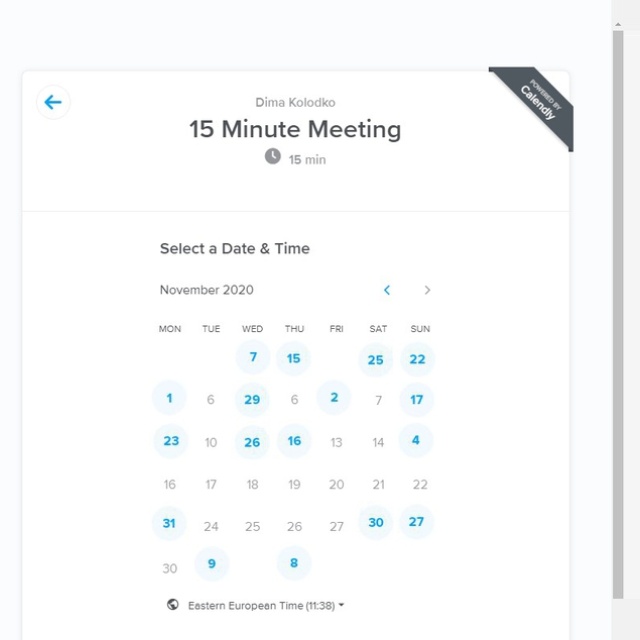 POWERED BY
Calendly
Dima Kolodko
15 Minute Meeting
15 min
Select a Date & Time
November 2020
MON TUE WED THU FRI SAT SUN
7 15 25 22
1 6 29 6 2 7 17
23 10 26 16 13 14 4
16 17 18 19 20 21 22
31 24 25 26 27 30 27
30 9 8
Eastern European Time (11:38)